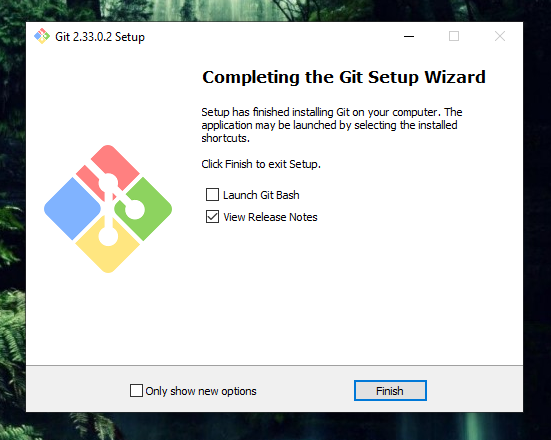 Git 2.33.0.2 Setup
Completing the Git Setup Wizard
Setup has finished installing Git on your computer. The
application may be launched by selecting the installed
shortcuts.
Click Finish to exit Setup.
Launch Git Bash
View Release Notes
Only show new options
Finish